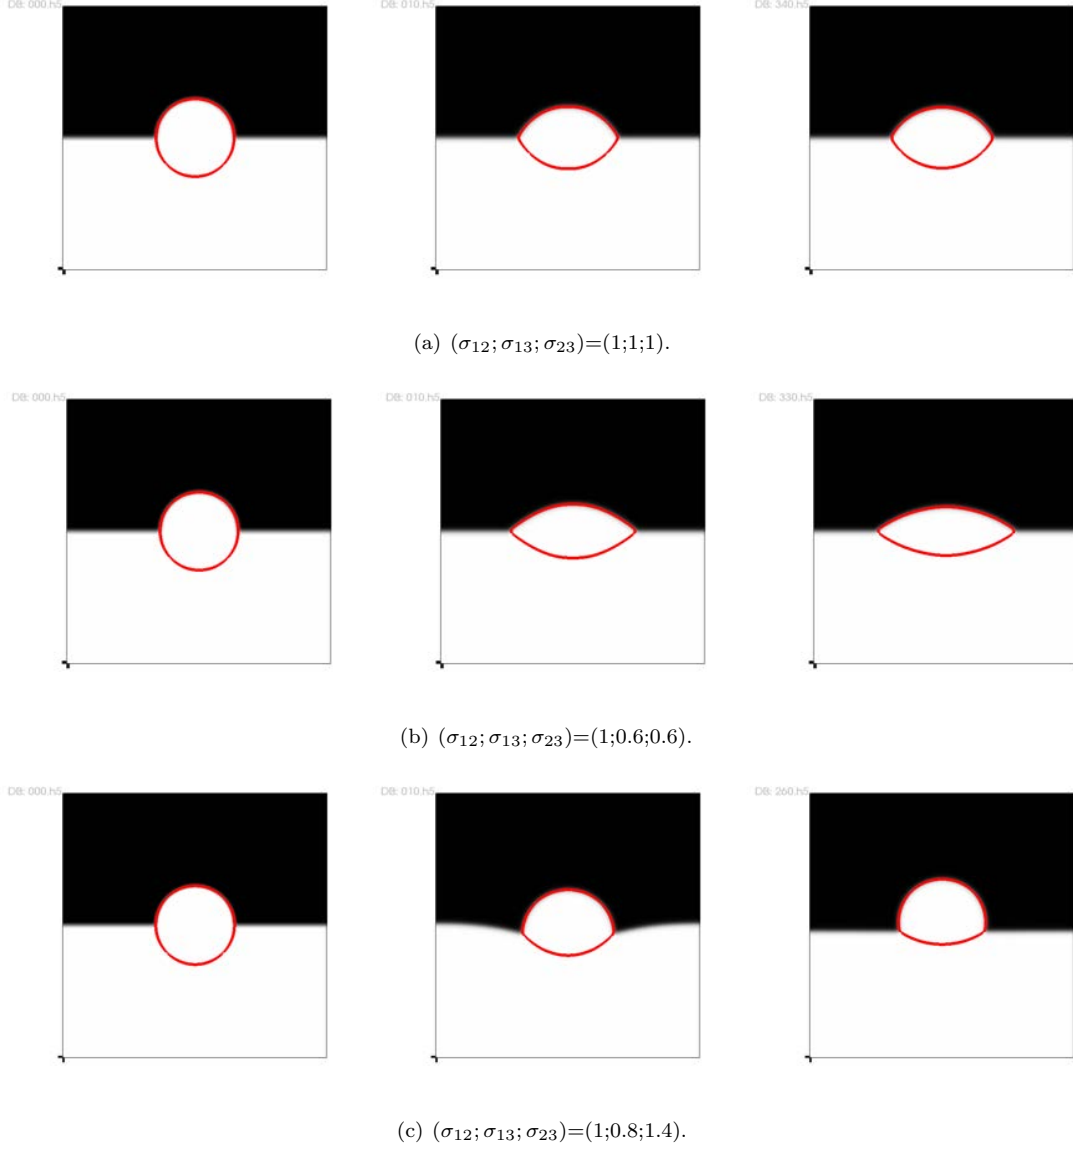 DB: 000.h5 DB: 010.h5 DB: 340.h5
(a) (σ12; σ13; σ23)=(1;1;1).
DB: 000.h5 DB: 010.h5 DB: 330.h5
(b) (σ12; σ13; σ23)=(1;0.6;0.6).
DB: 000.h5 DB: 010.h5 DB: 260.h5
(c) (σ12; σ13; σ23)=(1;0.8;1.4).